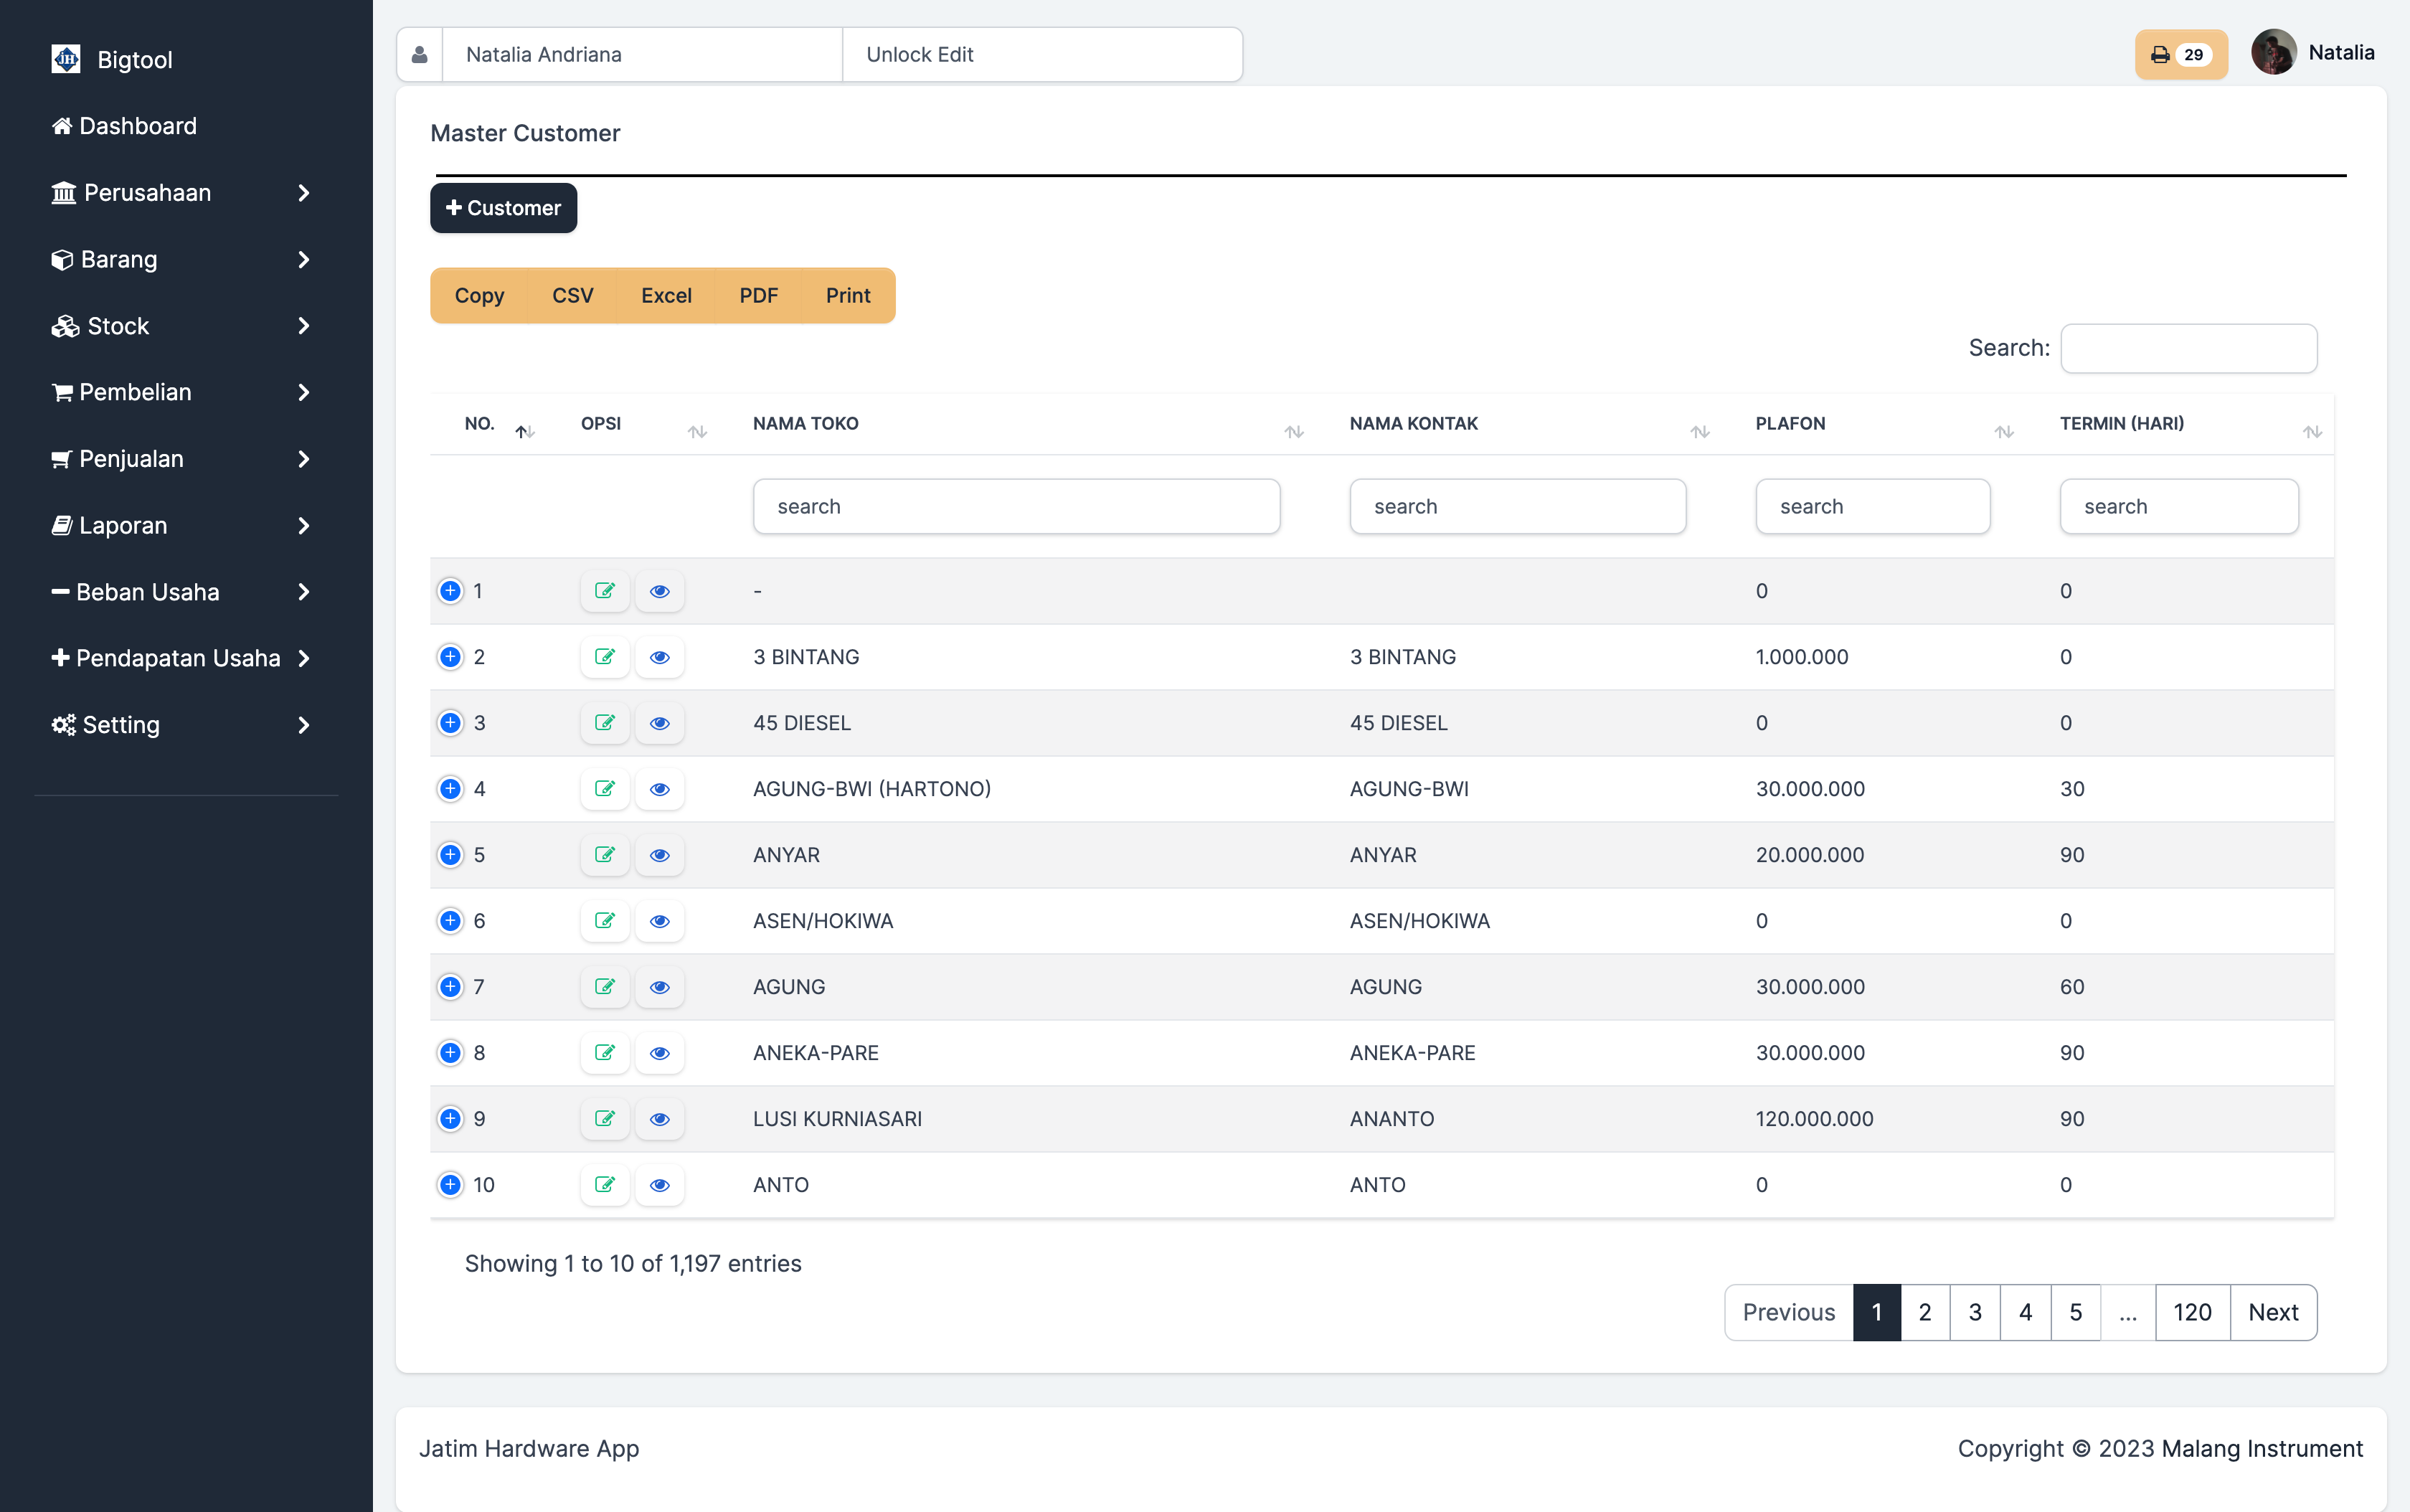 Bigtool
Dashboard
Perusahaan
Barang
Stock
Pembelian
Penjualan
Laporan
Beban Usaha
Pendapatan Usaha
Setting
Natalia Andriana Unlock Edit
29 Natalia
Master Customer
Customer
Copy CSV Excel PDF Print
Search:
NO. OPSI NAMA TOKO NAMA KONTAK PLAFON TERMIN (HARI)
search search search search
1 - 0 0
2 3 BINTANG 3 BINTANG 1.000.000 0
3 45 DIESEL 45 DIESEL 0 0
4 AGUNG-BWI (HARTONO) AGUNG-BWI 30.000.000 30
5 ANYAR ANYAR 20.000.000 90
6 ASEN/HOKIWA ASEN/HOKIWA 0 0
7 AGUNG AGUNG 30.000.000 60
8 ANEKA-PARE ANEKA-PARE 30.000.000 90
9 LUSI KURNIASARI ANANTO 120.000.000 90
10 ANTO ANTO 0 0
Showing 1 to 10 of 1,197 entries
Previous 1 2 3 4 5 ... 120 Next
Jatim Hardware App
Copyright © 2023 Malang Instrument